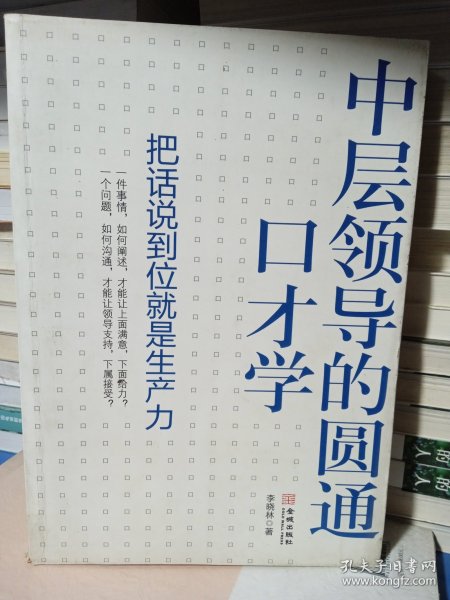 中层领导的圆通
口才学
把话说到位就是生产力
一件事情，如何阐述，才能让上面满意，下面给力？
一个问题，如何沟通，才能让领导支持，下属接受？
李晓林◎著
金城出版社
GOLD WALL PRESS
孔夫子旧书网
www.kongfz.com